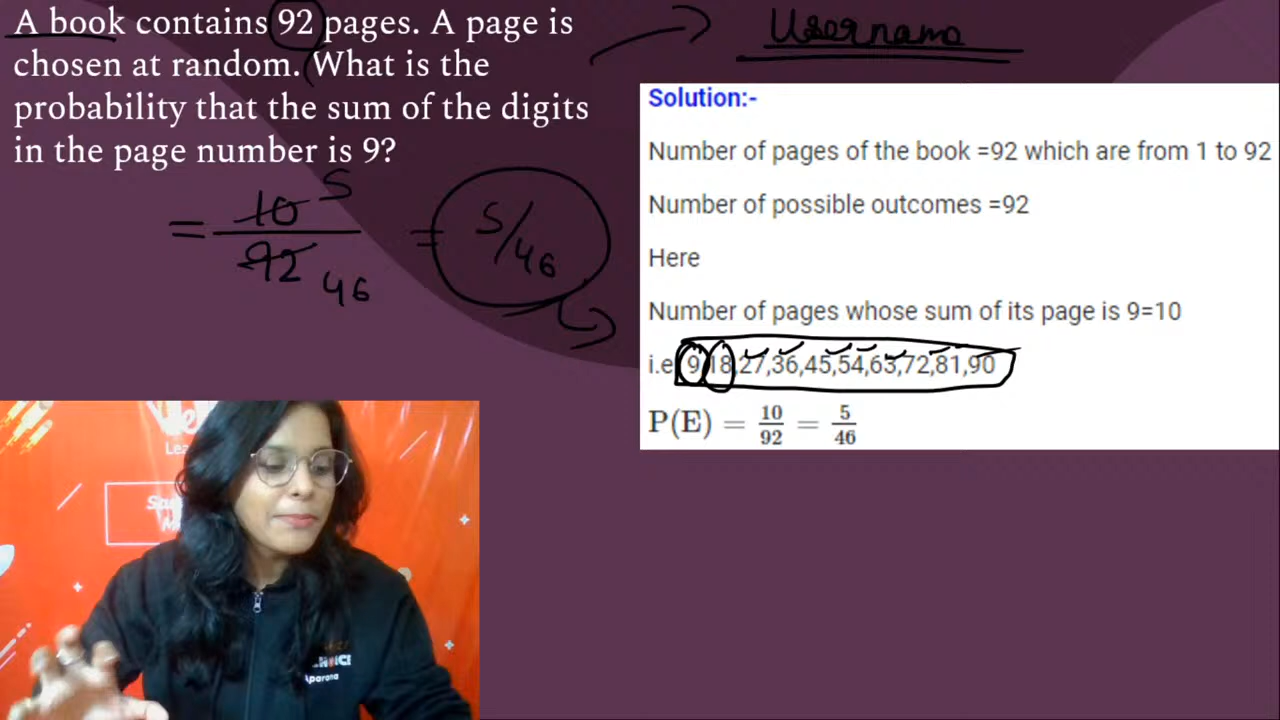 A book contains 92 pages. A page is
chosen at random. What is the
probability that the sum of the digits
in the page number is 9?
= 10/92 5 46 = 5/46
Username
Solution:-
Number of pages of the book =92 which are from 1 to 92
Number of possible outcomes =92
Here
Number of pages whose sum of its page is 9=10
i.e 9,18,27,36,45,54,63,72,81,90
P(E) = 10/92 = 5/46
Aparana